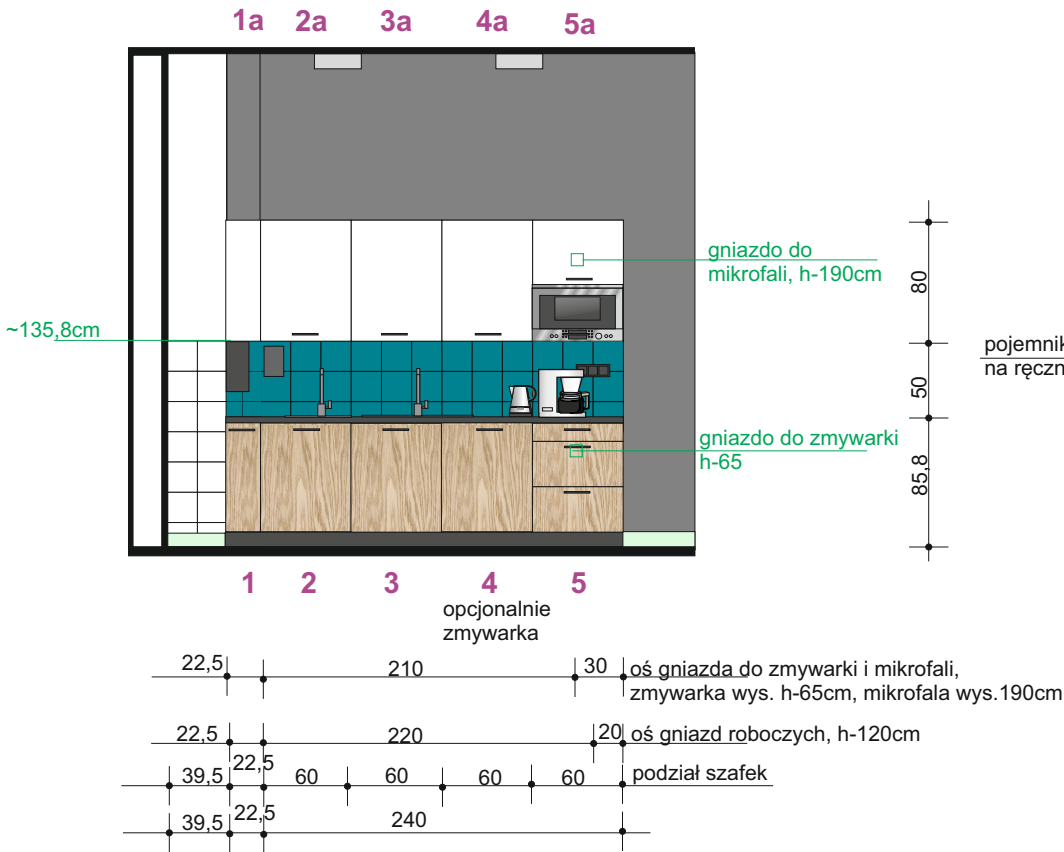 1a 2a 3a 4a 5a
gniazdo do
mikrofali, h-190cm
80
~135,8cm
pojemnik
na ręczn
50
gniazdo do zmywarki
h-65
85,8
1 2 3 4 5
opcjonalnie
zmywarka
22,5 210 30 oś gniazda do zmywarki i mikrofali,
zmywarka wys. h-65cm, mikrofala wys.190cm
22,5 220 20 oś gniazd roboczych, h-120cm
39,5 22,5 60 60 60 60 podział szafek
39,5 22,5 240